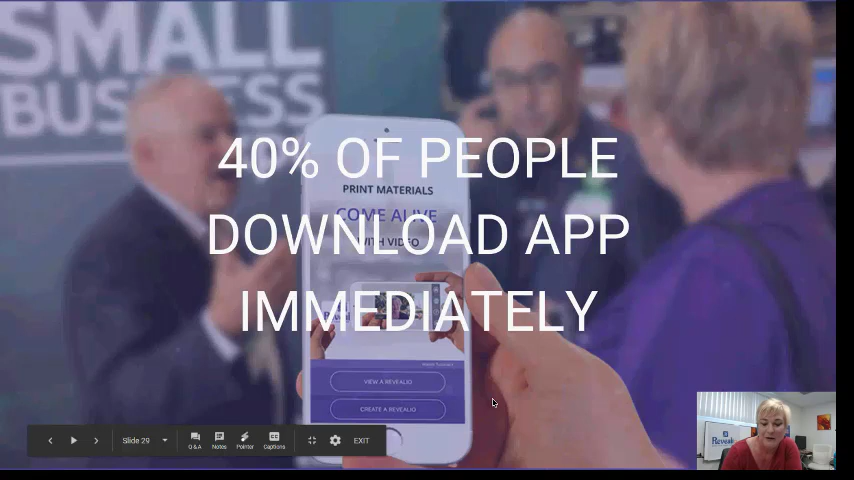 SMALL
BUSINESS
40% OF PEOPLE
PRINT MATERIALS
COME ALIVE
DOWNLOAD APP
WITH VIDEO
IMMEDIATELY
VIEW A REVEALIO
CREATE A REVEALIO
Slide 29
Q&A
Notes
Pointer
Captions
EXIT